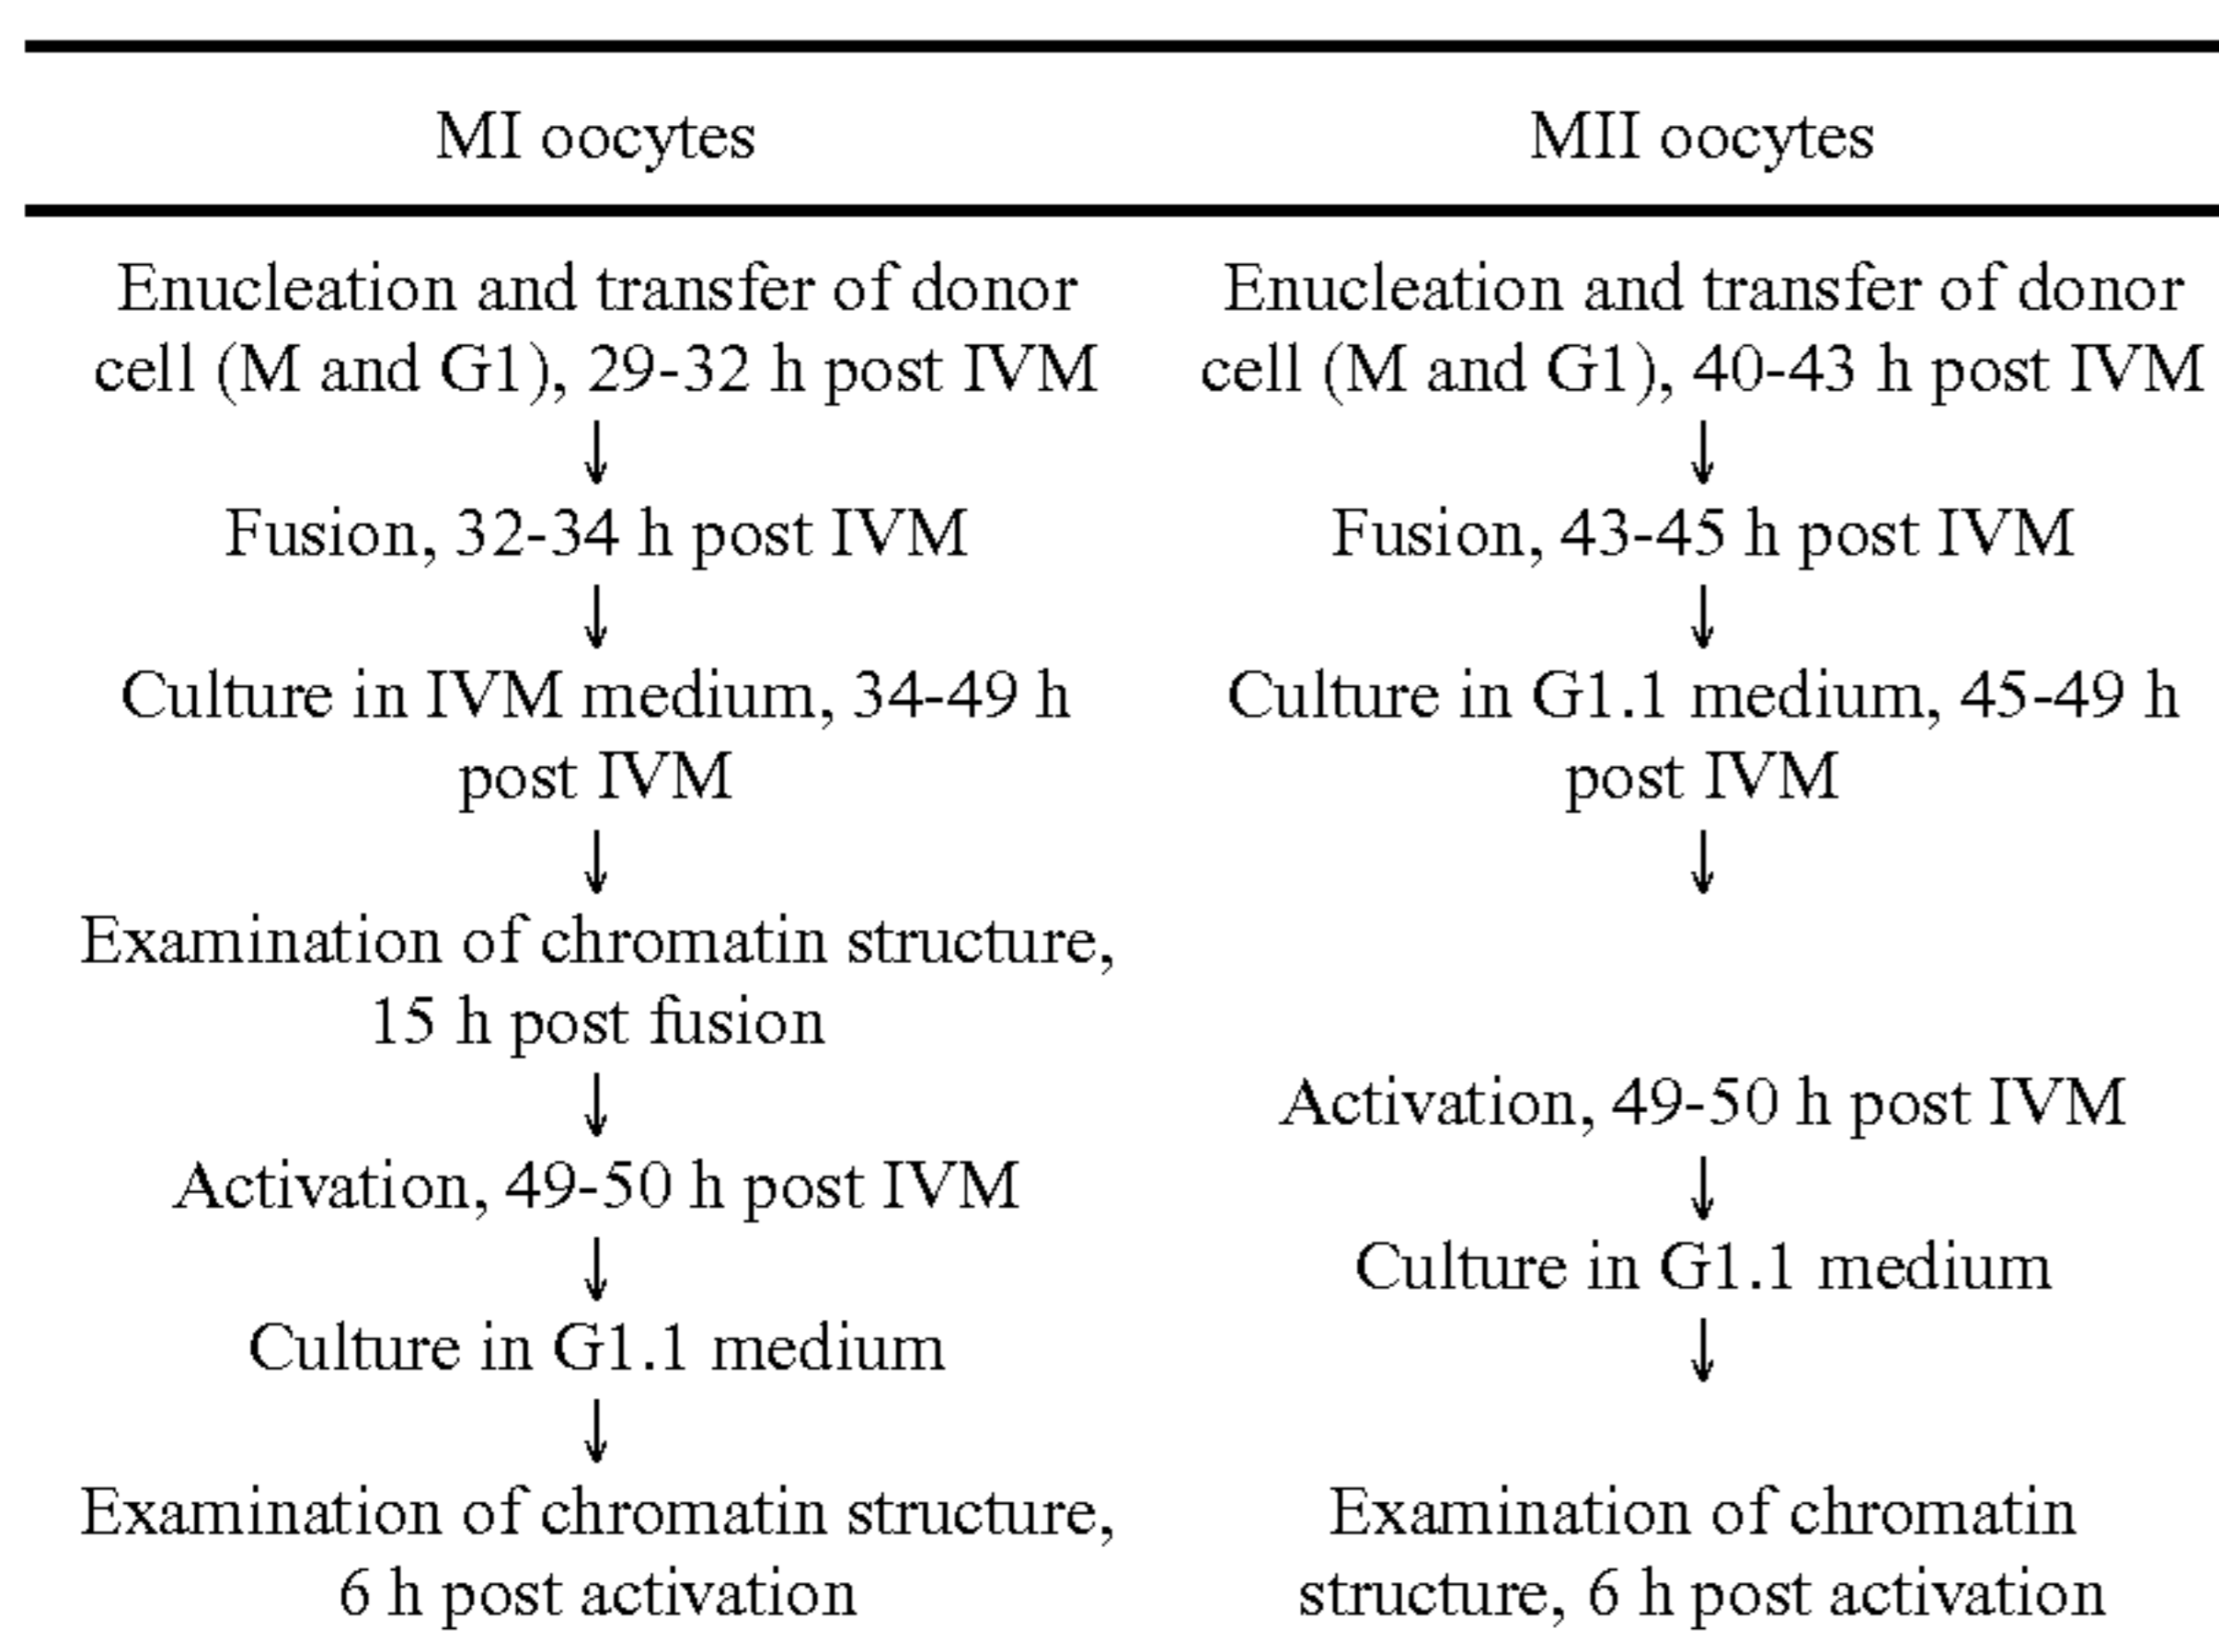 MI oocytes
MII oocytes
Enucleation and transfer of donor
cell (M and G1), 29-32 h post IVM
↓
Fusion, 32-34 h post IVM
↓
Culture in IVM medium, 34-49 h
post IVM
↓
Examination of chromatin structure,
15 h post fusion
↓
Activation, 49-50 h post IVM
↓
Culture in G1.1 medium
↓
Examination of chromatin structure,
6 h post activation
Enucleation and transfer of donor
cell (M and G1), 40-43 h post IVM
↓
Fusion, 43-45 h post IVM
↓
Culture in G1.1 medium, 45-49 h
post IVM
↓
Activation, 49-50 h post IVM
↓
Culture in G1.1 medium
↓
Examination of chromatin
structure, 6 h post activation